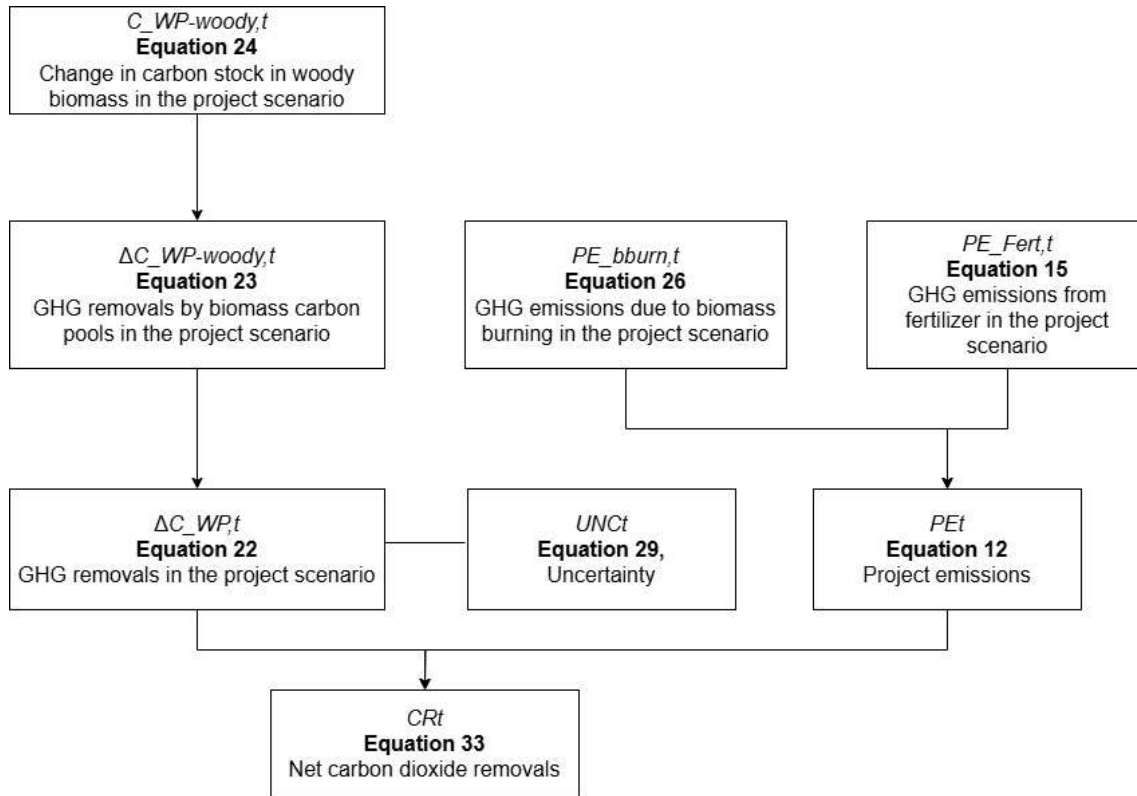 C_WP-woody,t
Equation 24
Change in carbon stock in woody
biomass in the project scenario
ΔC_WP-woody,t
Equation 23
GHG removals by biomass carbon
pools in the project scenario
PE_bburn,t
Equation 26
GHG emissions due to biomass
burning in the project scenario
PE_Fert,t
Equation 15
GHG emissions from
fertilizer in the project
scenario
ΔC_WP,t
Equation 22
GHG removals in the project scenario
UNCt
Equation 29,
Uncertainty
PEt
Equation 12
Project emissions
CRt
Equation 33
Net carbon dioxide removals